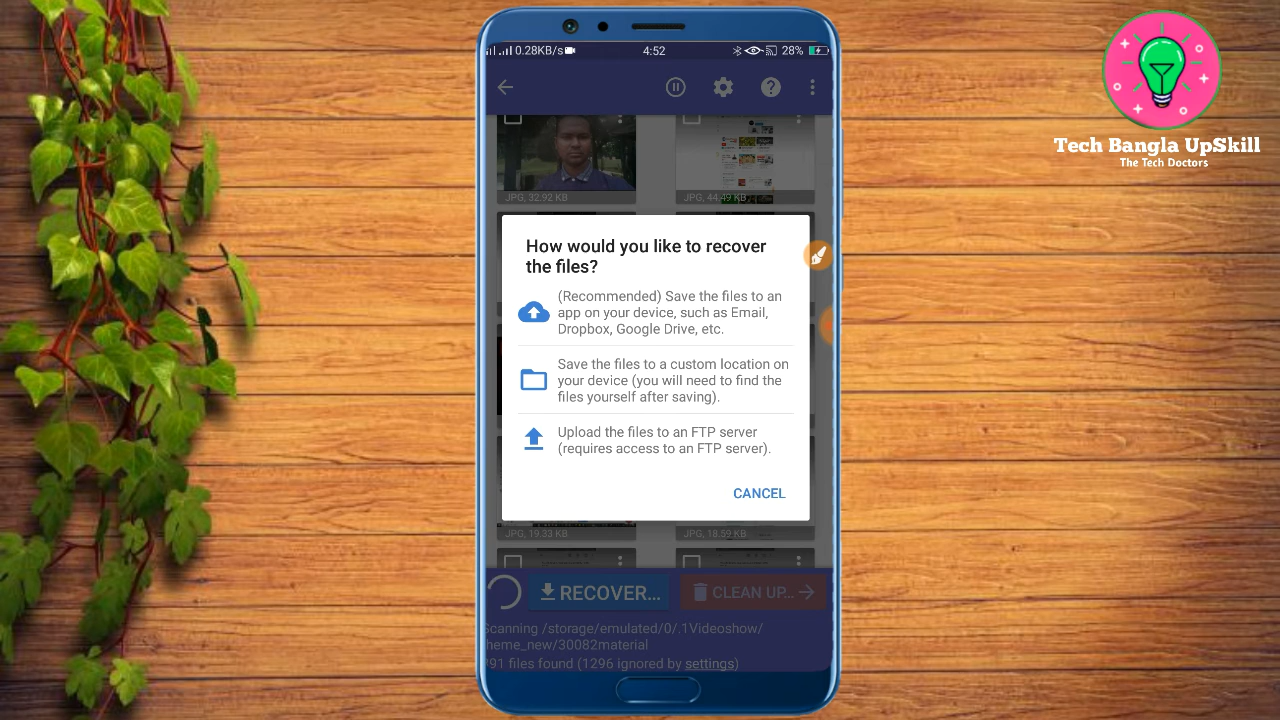 0.28KB/s
4:52
28%
Tech Bangla UpSkill
The Tech Doctors
JPG, 32.92 KB
JPG, 44.49 KB
How would you like to recover
the files?
(Recommended) Save the files to an
app on your device, such as Email,
Dropbox, Google Drive, etc.
Save the files to a custom location on
your device (you will need to find the
files yourself after saving).
Upload the files to an FTP server
(requires access to an FTP server).
CANCEL
JPG, 19.33 KB
JPG, 18.59 KB
RECOVER...
CLEAN UP...
Scanning /storage/emulated/0/.1Videoshow/
heme_new/30082material
91 files found (1296 ignored by settings)